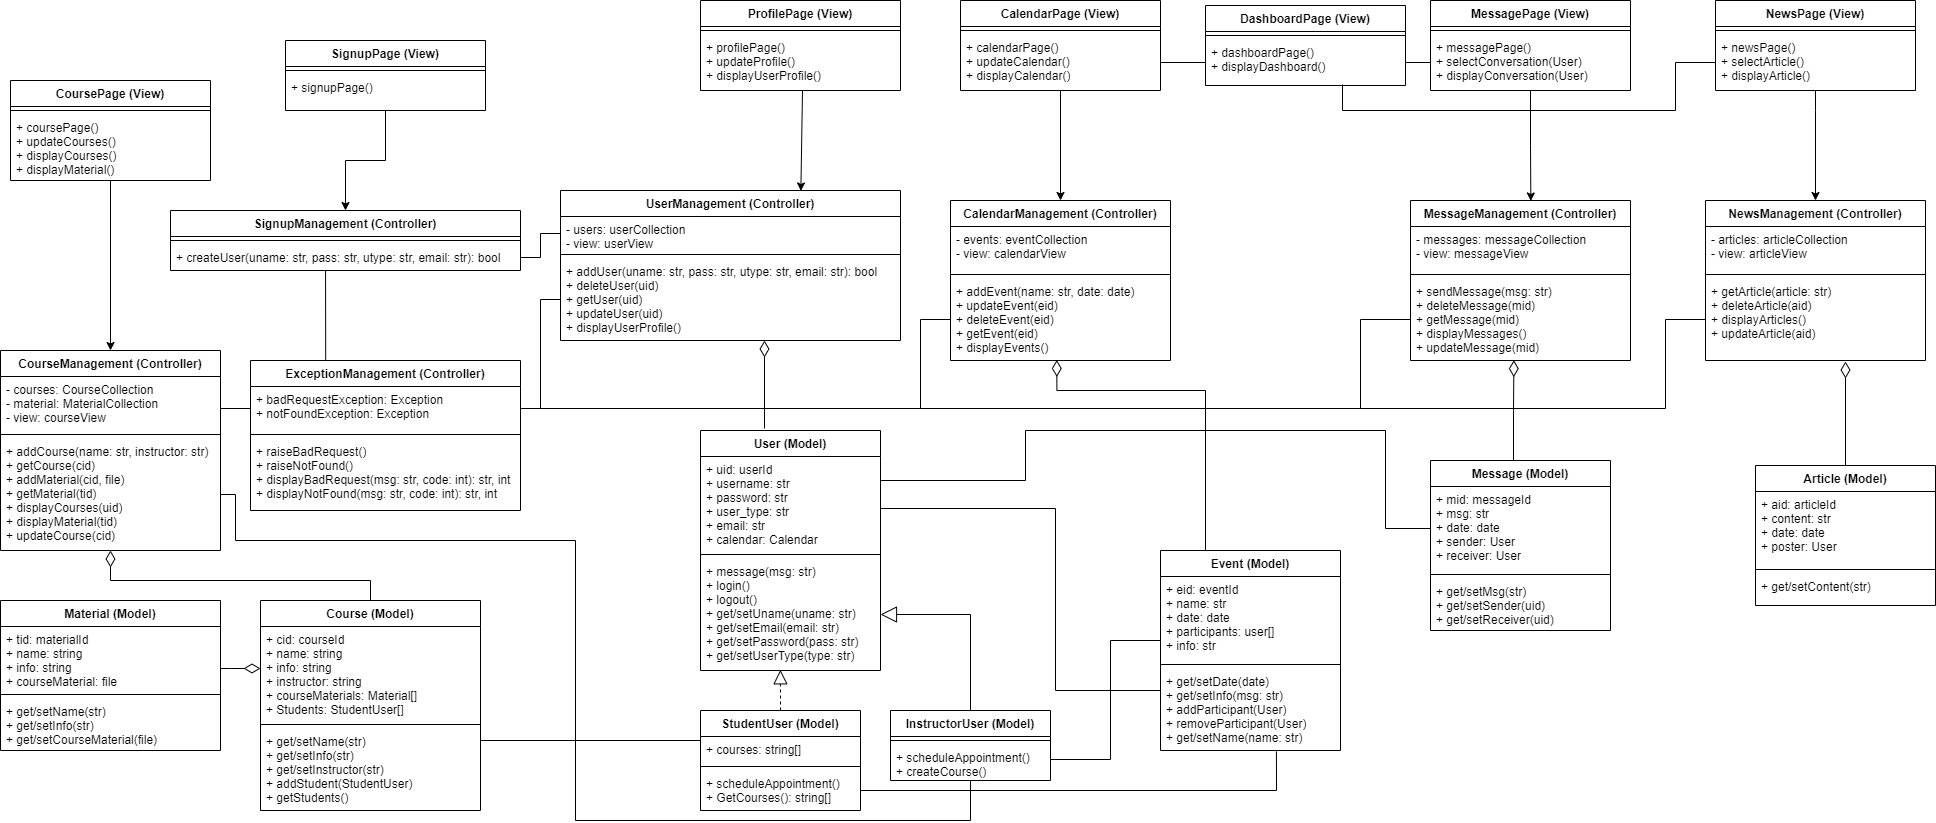 ProfilePage (View)
+ profilePage()
+ updateProfile()
+ displayUserProfile()
CalendarPage (View)
+ calendarPage()
+ updateCalendar()
+ displayCalendar()
DashboardPage (View)
+ dashboardPage()
+ displayDashboard()
MessagePage (View)
+ messagePage()
+ selectConversation(User)
+ displayConversation(User)
NewsPage (View)
+ newsPage()
+ selectArticle()
+ displayArticle()
SignupPage (View)
+ signupPage()
CoursePage (View)
+ coursePage()
+ updateCourses()
+ displayCourses()
+ displayMaterial()
SignupManagement (Controller)
+ createUser(uname: str, pass: str, utype: str, email: str): bool
UserManagement (Controller)
- users: userCollection
- view: userView
+ addUser(uname: str, pass: str, utype: str, email: str): bool
+ deleteUser(uid)
+ getUser(uid)
+ updateUser(uid)
+ displayUserProfile()
CalendarManagement (Controller)
- events: eventCollection
- view: calendarView
+ addEvent(name: str, date: date)
+ updateEvent(eid)
+ deleteEvent(eid)
+ getEvent(eid)
+ displayEvents()
MessageManagement (Controller)
- messages: messageCollection
- view: messageView
+ sendMessage(msg: str)
+ deleteMessage(mid)
+ getMessage(mid)
+ displayMessages()
+ updateMessage(mid)
NewsManagement (Controller)
- articles: articleCollection
- view: articleView
+ getArticle(article: str)
+ deleteArticle(aid)
+ displayArticles()
+ updateArticle(aid)
CourseManagement (Controller)
- courses: CourseCollection
- material: MaterialCollection
- view: courseView
+ addCourse(name: str, instructor: str)
+ getCourse(cid)
+ addMaterial(cid, file)
+ getMaterial(tid)
+ displayCourses(uid)
+ displayMaterial(tid)
+ updateCourse(cid)
ExceptionManagement (Controller)
+ badRequestException: Exception
+ notFoundException: Exception
+ raiseBadRequest()
+ raiseNotFound()
+ displayBadRequest(msg: str, code: int): str, int
+ displayNotFound(msg: str, code: int): str, int
User (Model)
+ uid: userId
+ username: str
+ password: str
+ user_type: str
+ email: str
+ calendar: Calendar
+ message(msg: str)
+ login()
+ logout()
+ get/setUname(uname: str)
+ get/setEmail(email: str)
+ get/setPassword(pass: str)
+ get/setUserType(type: str)
Message (Model)
+ mid: messageId
+ msg: str
+ date: date
+ sender: User
+ receiver: User
+ get/setMsg(str)
+ get/setSender(uid)
+ get/setReceiver(uid)
Article (Model)
+ aid: articleId
+ content: str
+ date: date
+ poster: User
+ get/setContent(str)
Event (Model)
+ eid: eventId
+ name: str
+ date: date
+ participants: user[]
+ info: str
+ get/setDate(date)
+ get/setInfo(msg: str)
+ addParticipant(User)
+ removeParticipant(User)
+ get/setName(name: str)
Material (Model)
+ tid: materialId
+ name: string
+ info: string
+ courseMaterial: file
+ get/setName(str)
+ get/setInfo(str)
+ get/setCourseMaterial(file)
Course (Model)
+ cid: courseId
+ name: string
+ info: string
+ instructor: string
+ courseMaterials: Material[]
+ Students: StudentUser[]
+ get/setName(str)
+ get/setInfo(str)
+ get/setInstructor(str)
+ addStudent(StudentUser)
+ getStudents()
StudentUser (Model)
+ courses: string[]
+ scheduleAppointment()
+ GetCourses(): string[]
InstructorUser (Model)
+ scheduleAppointment()
+ createCourse()